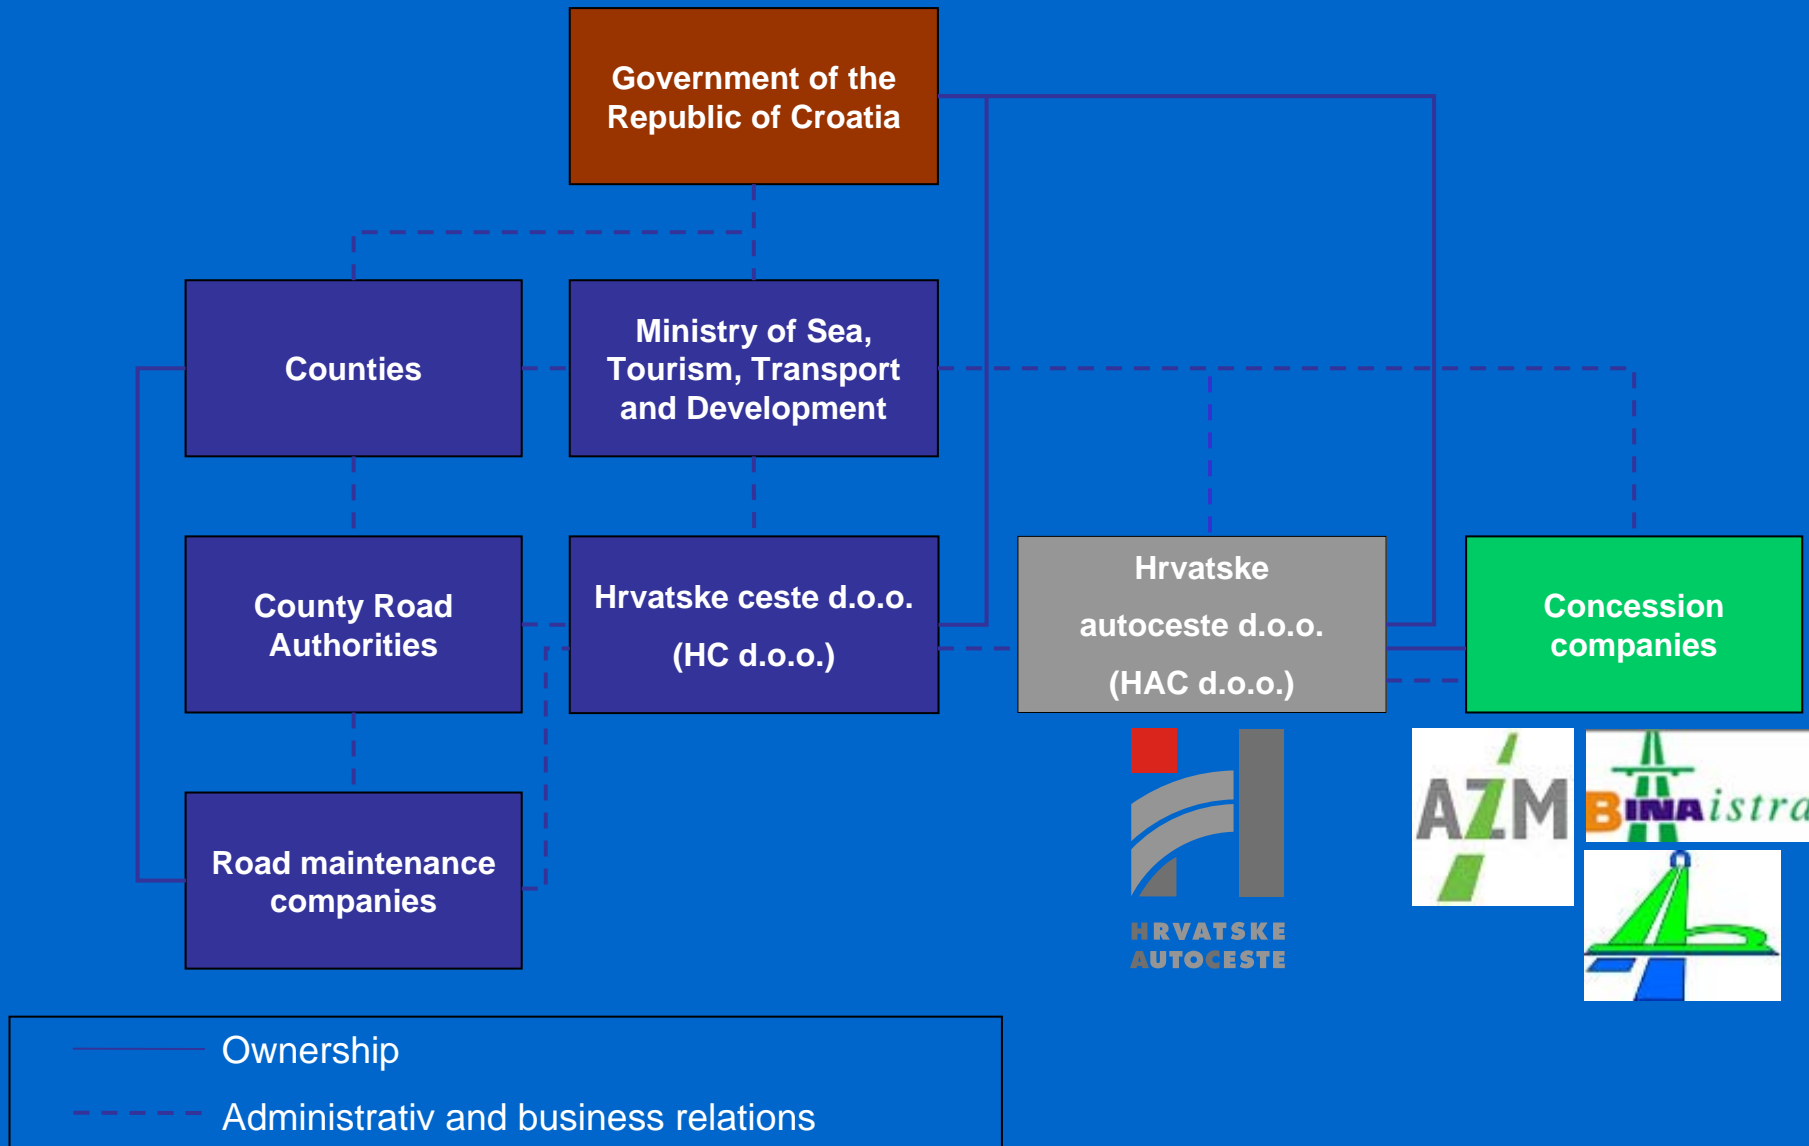 Government of the
Republic of Croatia
Counties
Ministry of Sea,
Tourism, Transport
and Development
County Road
Authorities
Hrvatske ceste d.o.o.
(HC d.o.o.)
Hrvatske
autoceste d.o.o.
(HAC d.o.o.)
Concession
companies
Road maintenance
companies
HRVATSKE
AUTOCESTE
AZM
BINA istra
Ownership
Administrativ and business relations